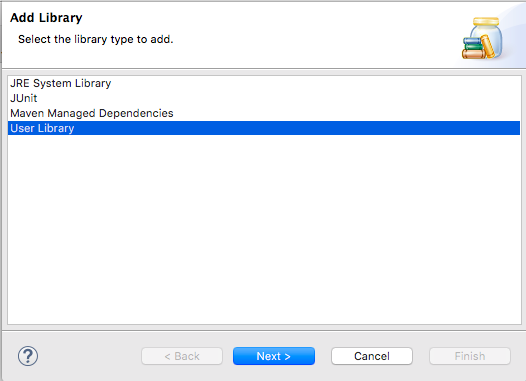 Add Library
Select the library type to add.
JRE System Library
JUnit
Maven Managed Dependencies
User Library
?
< Back
Next >
Cancel
Finish